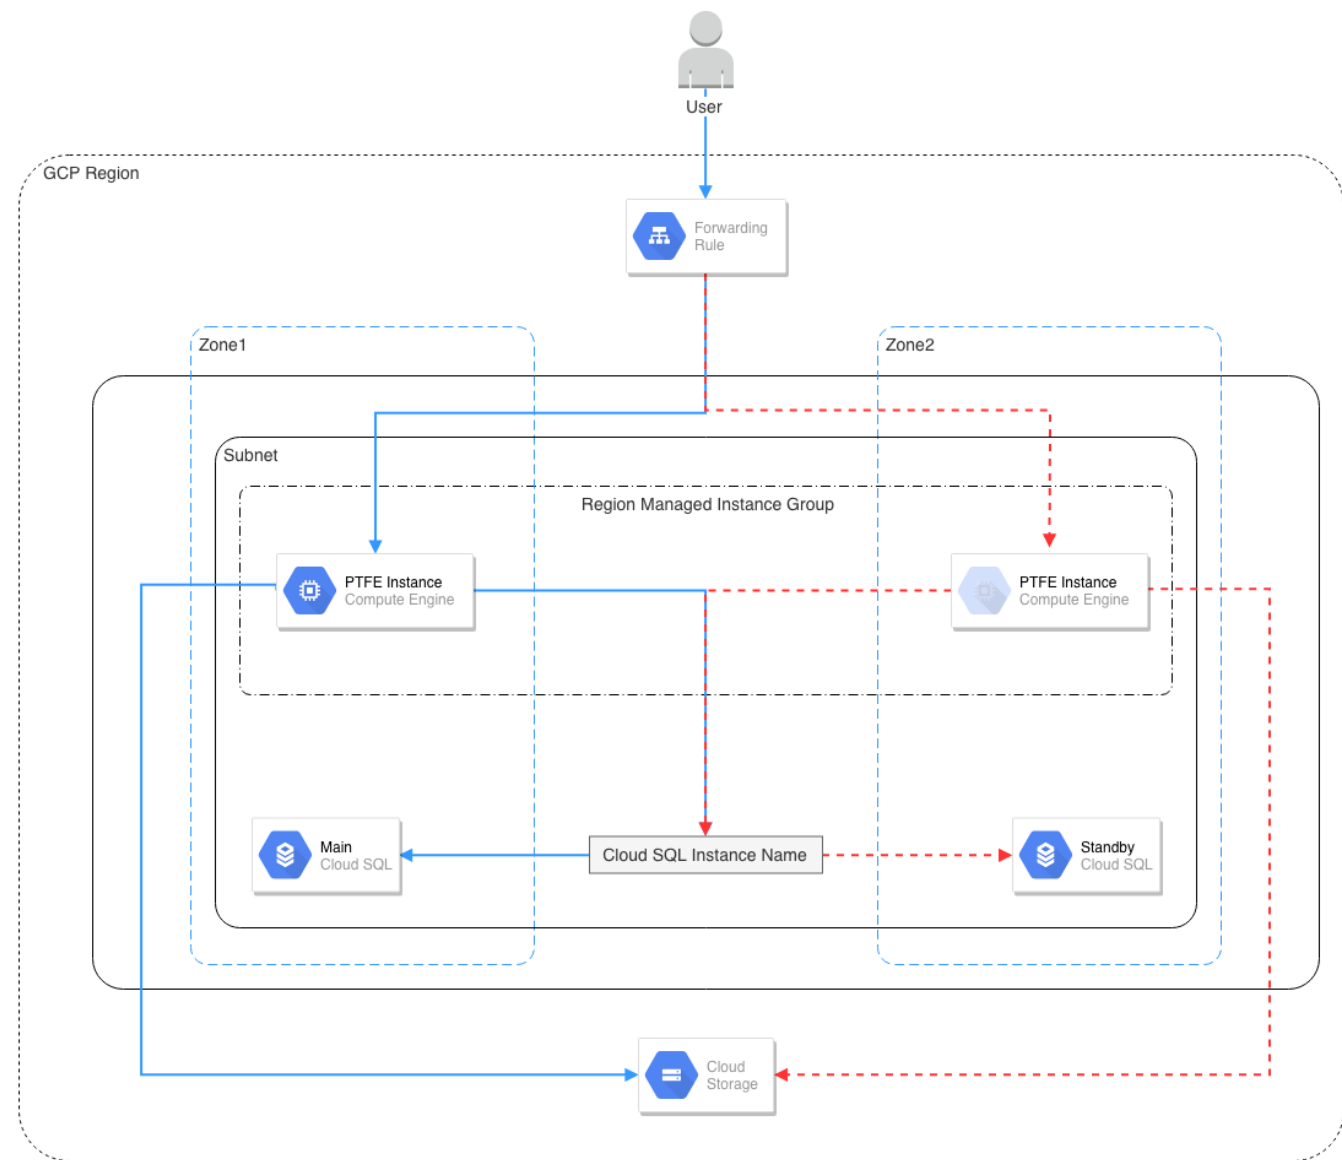 User
GCP Region
Forwarding
Rule
Zone1
Zone2
Subnet
Region Managed Instance Group
PTFE Instance
Compute Engine
PTFE Instance
Compute Engine
Main
Cloud SQL
Cloud SQL Instance Name
Standby
Cloud SQL
Cloud
Storage